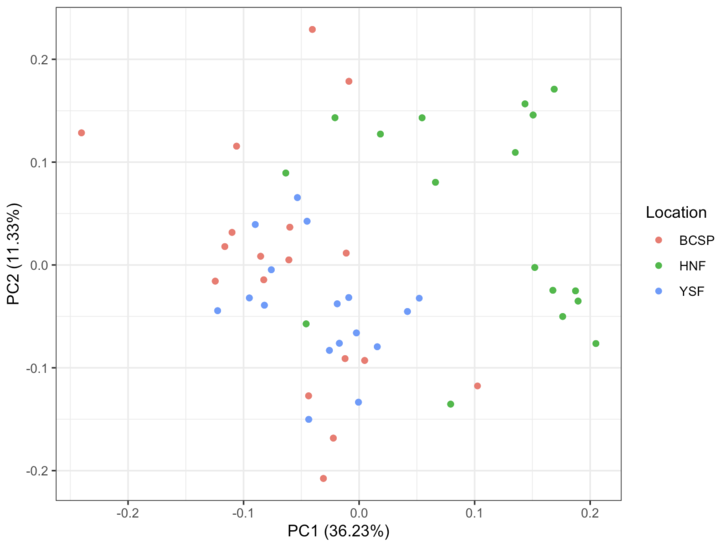 0.2
0.1
0.0
-0.1
-0.2
PC2 (11.33%)
-0.2
-0.1
0.0
0.1
0.2
PC1 (36.23%)
Location
BCSP
HNF
YSF